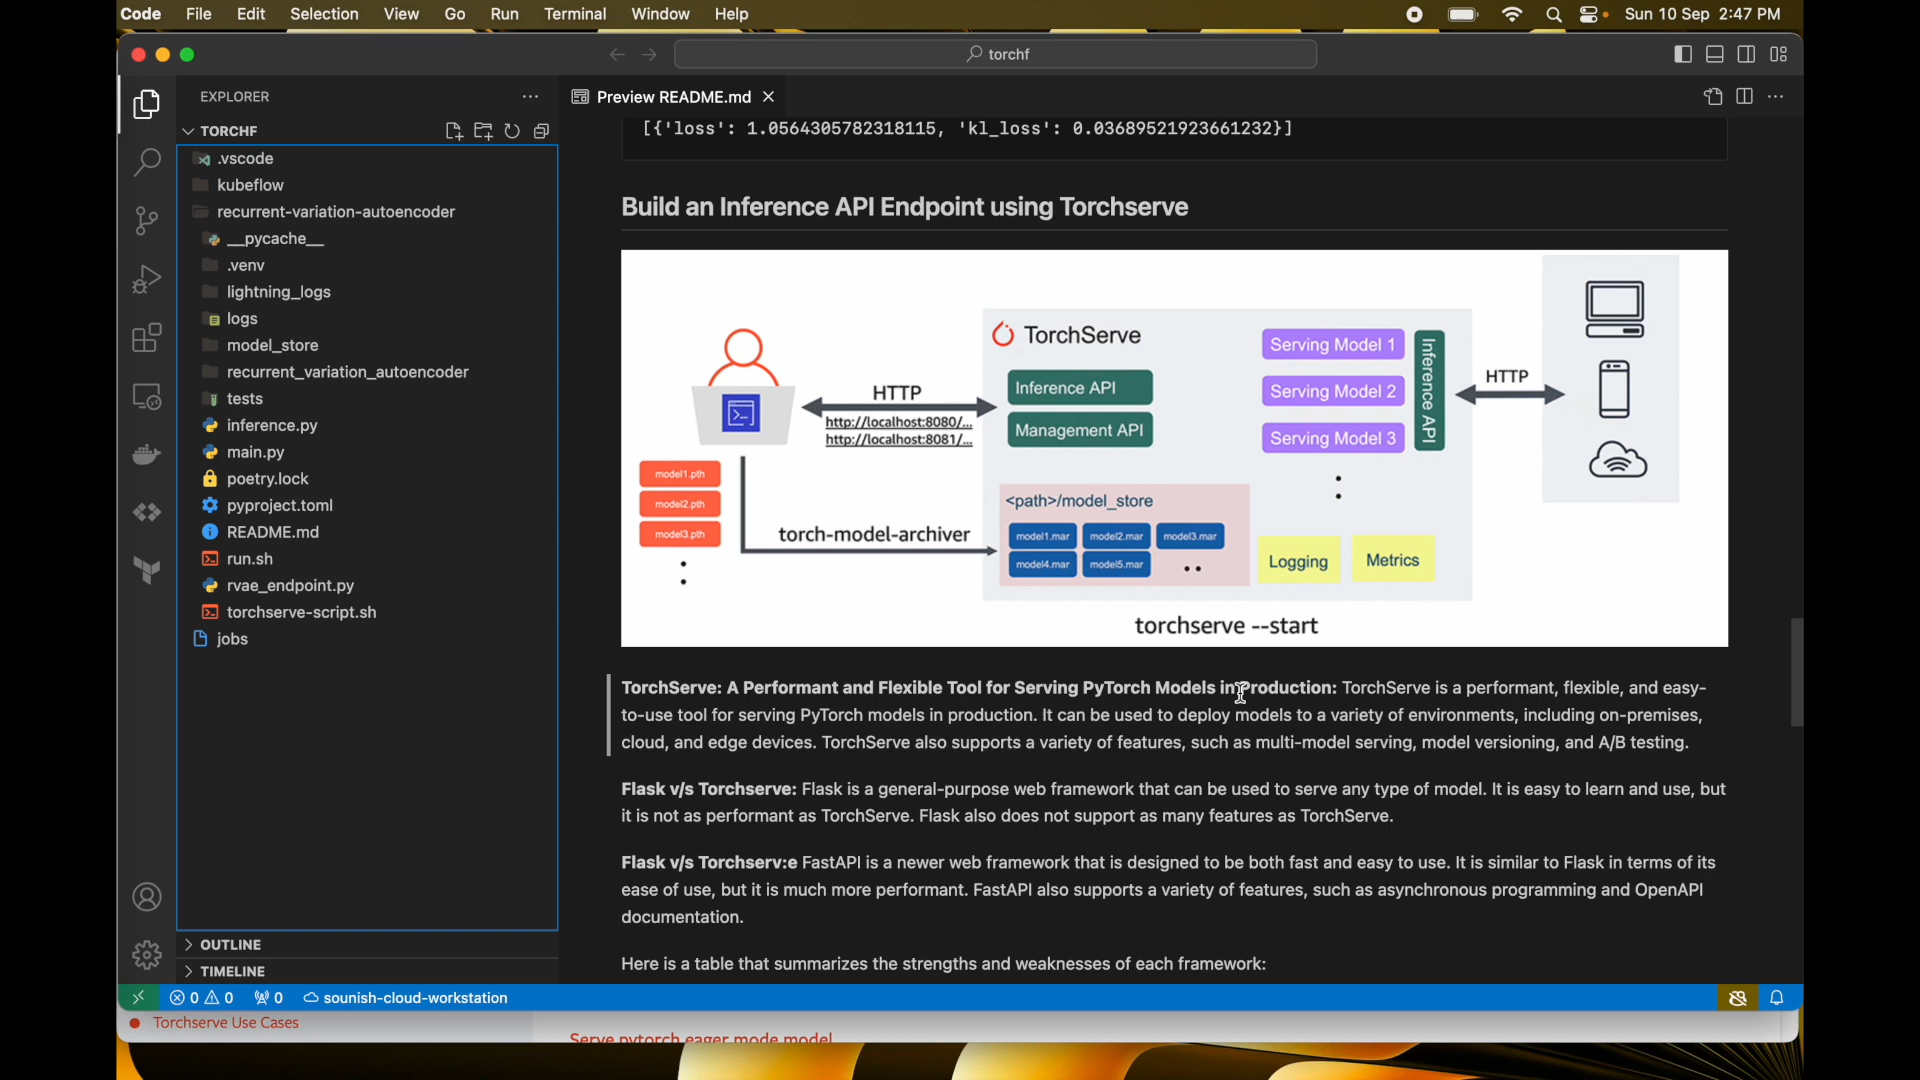 Code File Edit Selection View Go Run Terminal Window Help Sun 10 Sep 2:47 PM
torchf
EXPLORER
Preview README.md
TORCHF
.vscode
kubeflow
recurrent-variation-autoencoder
__pycache__
.venv
lightning_logs
logs
model_store
recurrent_variation_autoencoder
tests
inference.py
main.py
poetry.lock
pyproject.toml
README.md
run.sh
rvae_endpoint.py
torchserve-script.sh
jobs
OUTLINE
TIMELINE
[{'loss': 1.0564305782318115, 'kl_loss': 0.03689521923661232}]
Build an Inference API Endpoint using Torchserve
HTTP
http://localhost:8080/...
http://localhost:8081/...
model1.pth
model2.pth
model3.pth
torch-model-archiver
TorchServe
Inference API
Management API
<path>/model_store
model1.mar model2.mar model3.mar
model4.mar model5.mar
Serving Model 1
Serving Model 2
Serving Model 3
Inference API
Logging Metrics
HTTP
torchserve --start
TorchServe: A Performant and Flexible Tool for Serving PyTorch Models in Production: TorchServe is a performant, flexible, and easy-
to-use tool for serving PyTorch models in production. It can be used to deploy models to a variety of environments, including on-premises,
cloud, and edge devices. TorchServe also supports a variety of features, such as multi-model serving, model versioning, and A/B testing.
Flask v/s Torchserve: Flask is a general-purpose web framework that can be used to serve any type of model. It is easy to learn and use, but
it is not as performant as TorchServe. Flask also does not support as many features as TorchServe.
Flask v/s Torchserv:e FastAPI is a newer web framework that is designed to be both fast and easy to use. It is similar to Flask in terms of its
ease of use, but it is much more performant. FastAPI also supports a variety of features, such as asynchronous programming and OpenAPI
documentation.
Here is a table that summarizes the strengths and weaknesses of each framework:
0 0 0 sounish-cloud-workstation
Torchserve Use Cases
Serve pytorch eager mode model